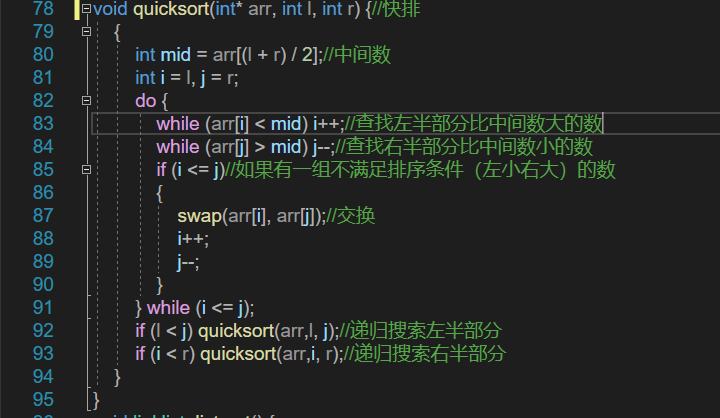 78 void quicksort(int* arr, int l, int r) {//快排
79 {
80 int mid = arr[(l + r) / 2];//中间数
81 int i = l, j = r;
82 do {
83 while (arr[i] < mid) i++;//查找左半部分比中间数大的数
84 while (arr[j] > mid) j--;//查找右半部分比中间数小的数
85 if (i <= j)//如果有一组不满足排序条件（左小右大）的数
86 {
87 swap(arr[i], arr[j]);//交换
88 i++;
89 j--;
90 }
91 } while (i <= j);
92 if (l < j) quicksort(arr,l, j);//递归搜索左半部分
93 if (i < r) quicksort(arr,i, r);//递归搜索右半部分
94 }
95 }